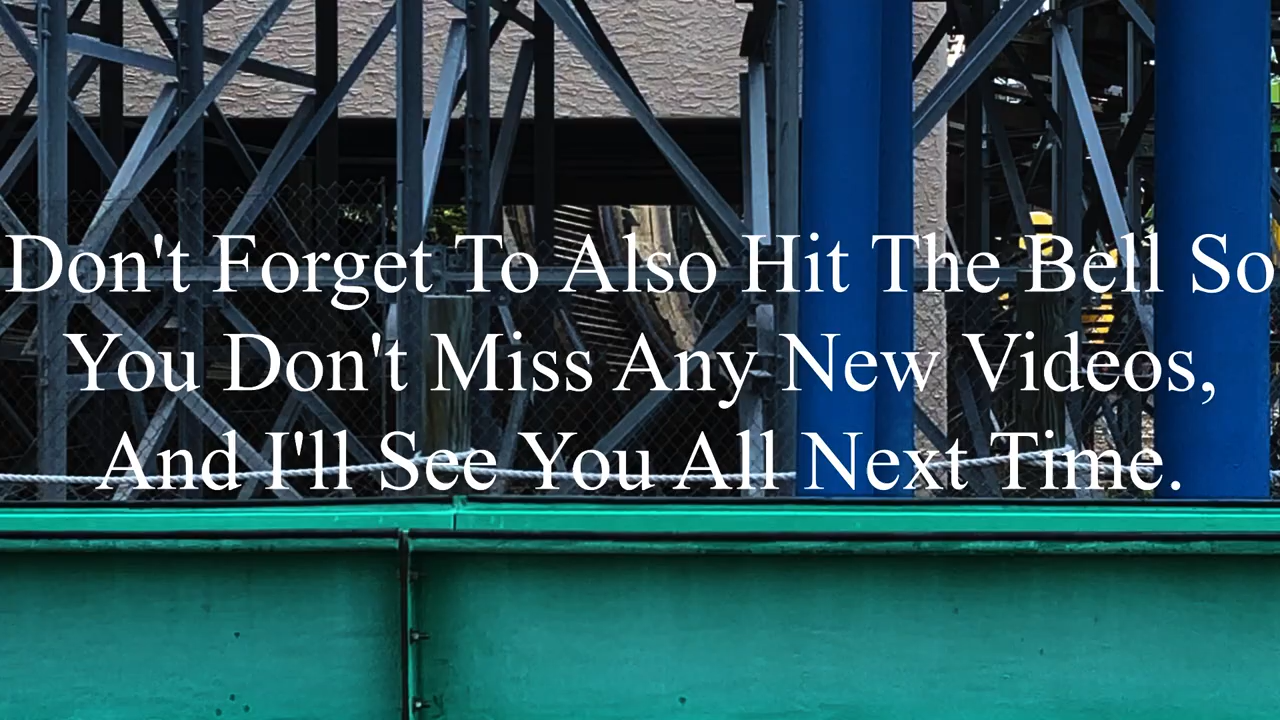 Don't Forget To Also Hit The Bell So
You Don't Miss Any New Videos,
And I'll See You All Next Time.